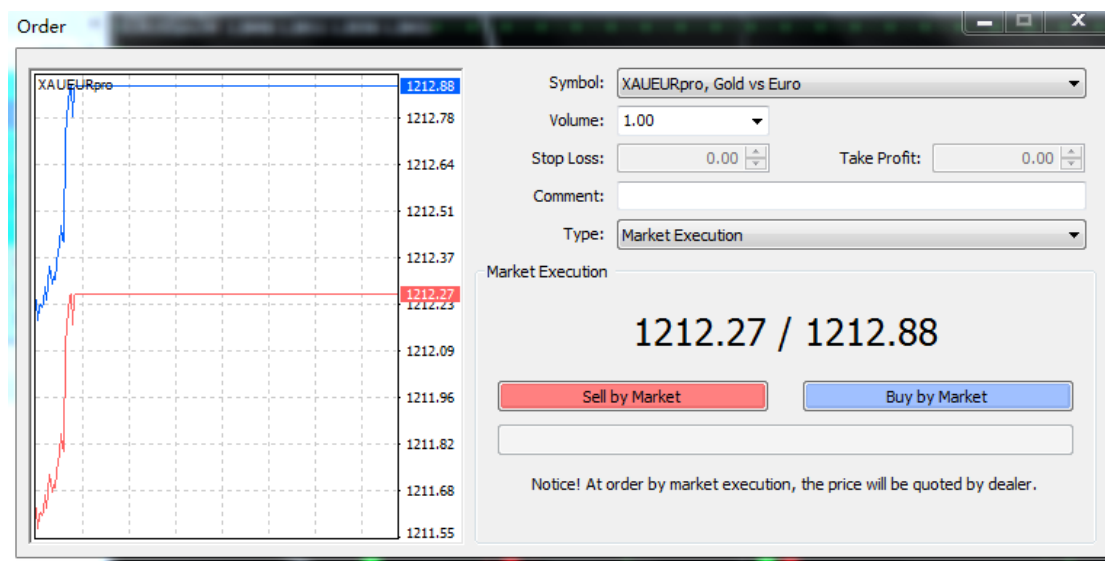 Order
X
XAUEURpro
1212.88
1212.78
1212.64
1212.51
1212.37
1212.27
1212.23
1212.09
1211.96
1211.82
1211.68
1211.55
Symbol: XAUEURpro, Gold vs Euro
Volume: 1.00
Stop Loss: 0.00 Take Profit: 0.00
Comment:
Type: Market Execution
Market Execution
1212.27 / 1212.88
Sell by Market Buy by Market
Notice! At order by market execution, the price will be quoted by dealer.